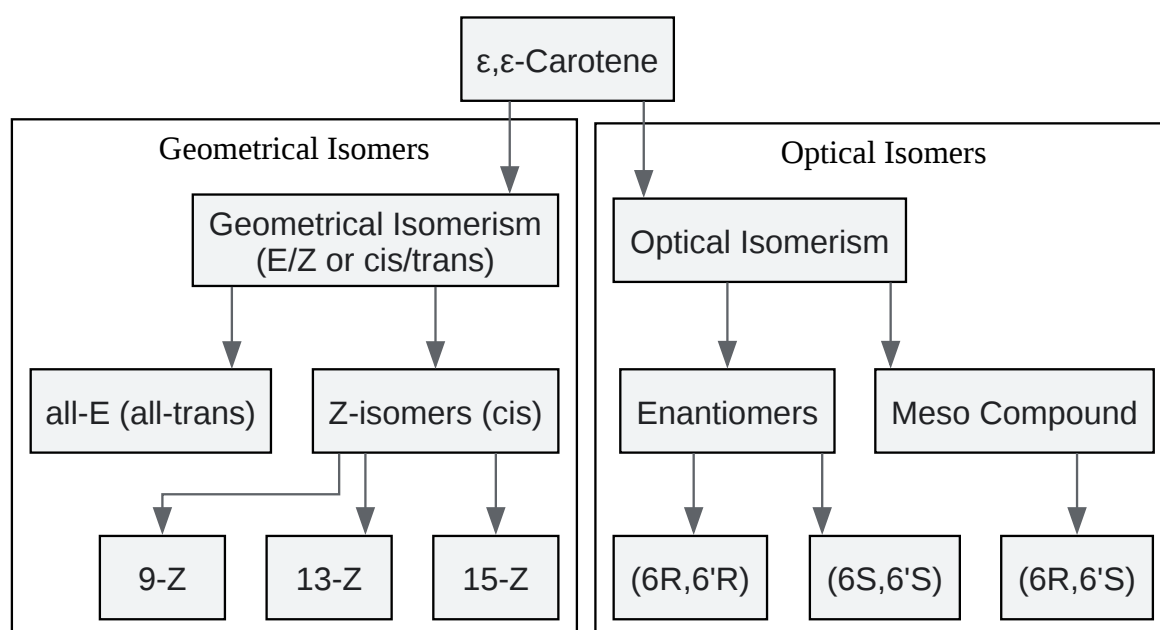 ε,ε-Carotene
Geometrical Isomers
Geometrical Isomerism
(E/Z or cis/trans)
all-E (all-trans)
Z-isomers (cis)
9-Z
13-Z
15-Z
Optical Isomers
Optical Isomerism
Enantiomers
Meso Compound
(6R,6'R)
(6S,6'S)
(6R,6'S)